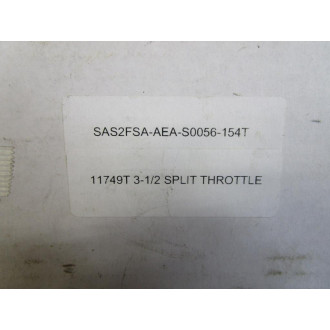 SAS2FSA-AEA-S0056-154T
11749T 3-1/2 SPLIT THROTTLE